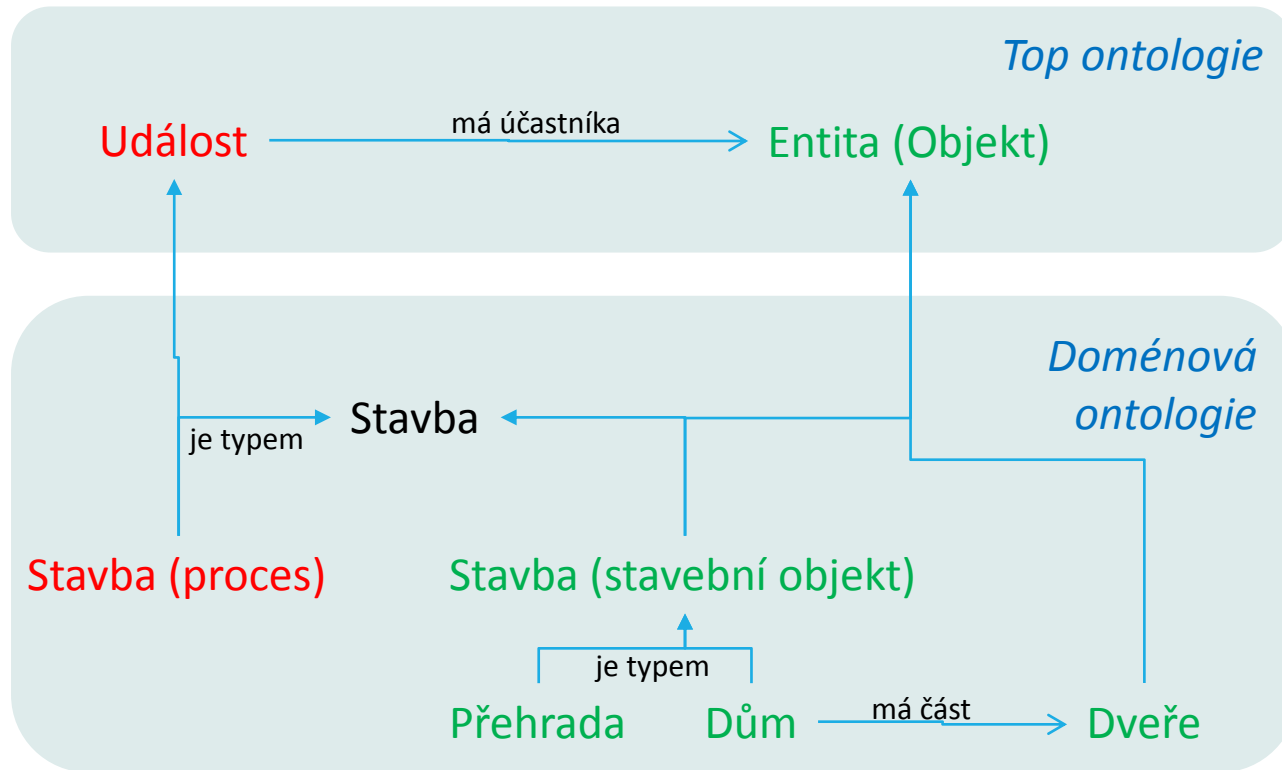 Top ontologie
Událost
má účastníka
Entita (Objekt)
Doménová
ontologie
Stavba
je typem
Stavba (proces)
Stavba (stavební objekt)
je typem
Přehrada
Dům
má část
Dveře